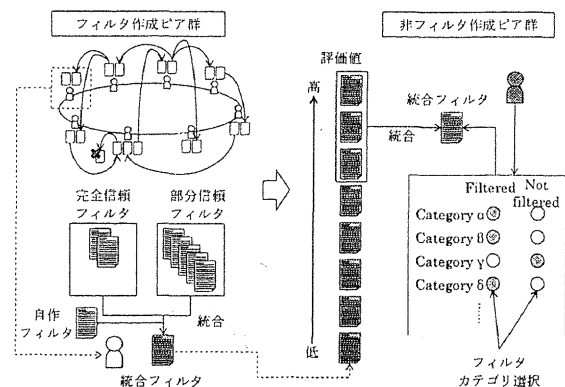 フィルタ作成ピア群
完全信頼
フィルタ
部分信頼
フィルタ
自作
フィルタ
統合
統合フィルタ
非フィルタ作成ピア群
評価値
高
低
統合
統合フィルタ
Filtered
Not
filtered
Category α
Category β
Category γ
Category δ
フィルタ
カテゴリ選択